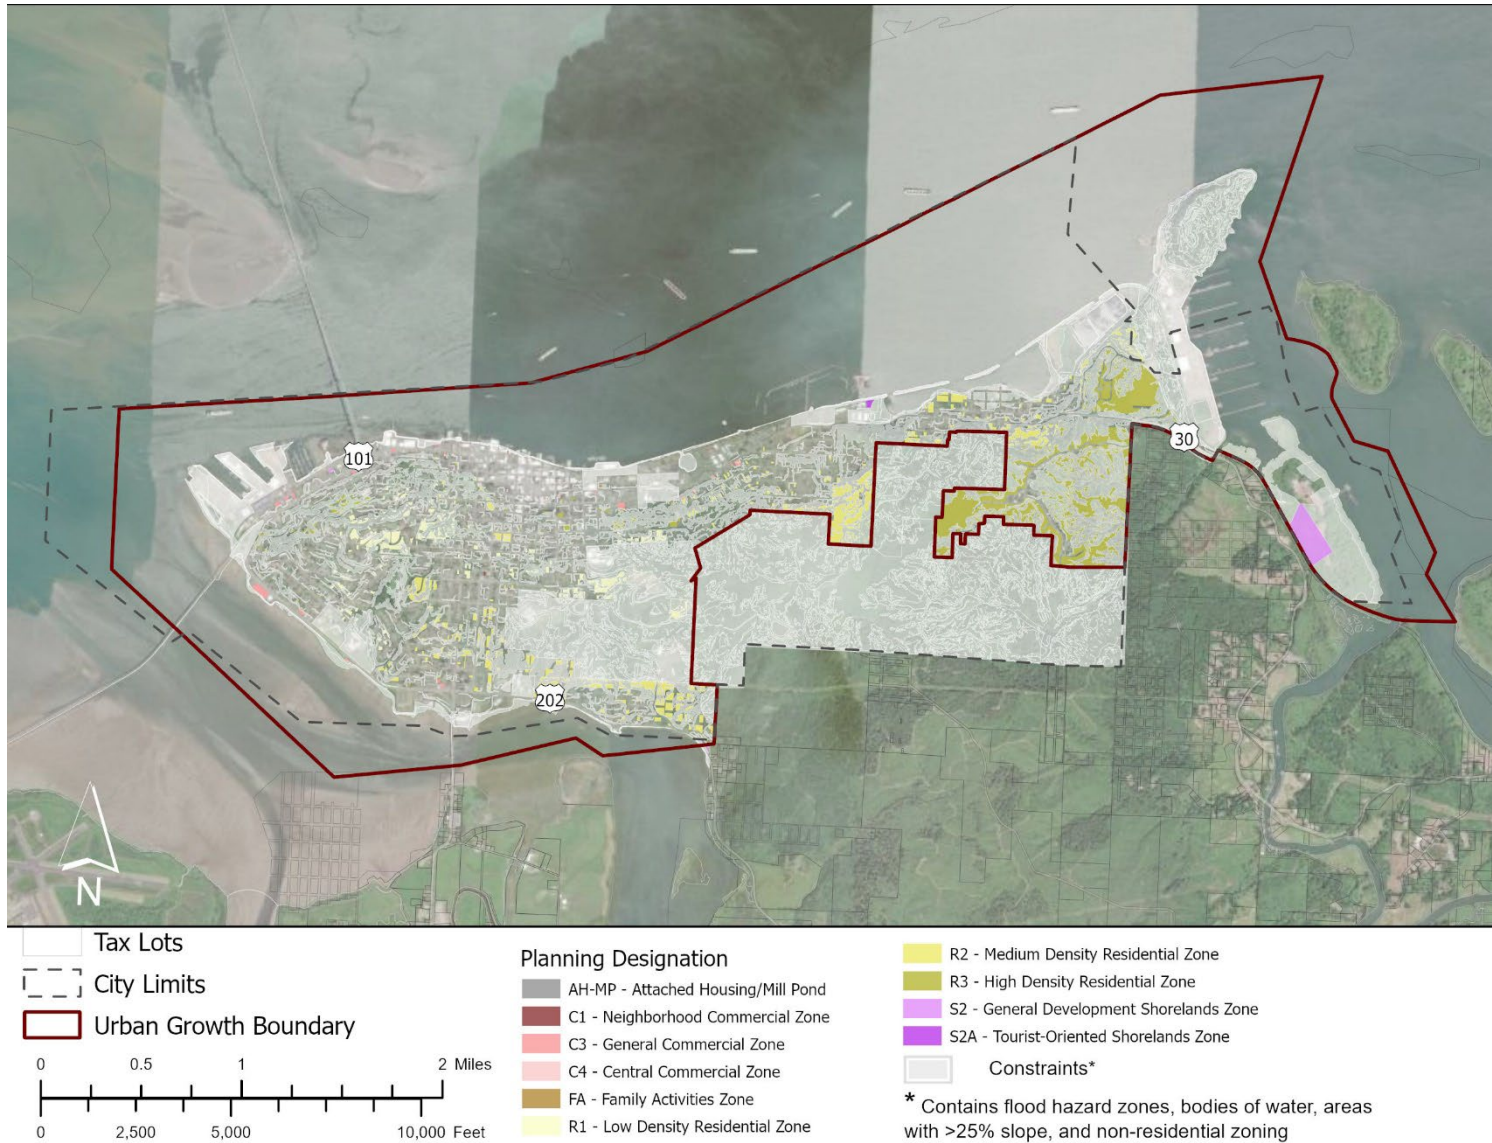 101
30
202
N
Tax Lots
City Limits
Urban Growth Boundary
0 0.5 1 2 Miles
0 2,500 5,000 10,000 Feet
Planning Designation
AH-MP - Attached Housing/Mill Pond
C1 - Neighborhood Commercial Zone
C3 - General Commercial Zone
C4 - Central Commercial Zone
FA - Family Activities Zone
R1 - Low Density Residential Zone
R2 - Medium Density Residential Zone
R3 - High Density Residential Zone
S2 - General Development Shorelands Zone
S2A - Tourist-Oriented Shorelands Zone
Constraints*
* Contains flood hazard zones, bodies of water, areas
with >25% slope, and non-residential zoning